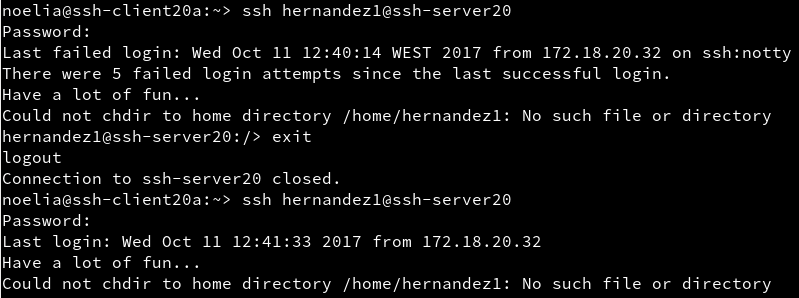 noelia@ssh-client20a:~> ssh hernandez1@ssh-server20
Password:
Last failed login: Wed Oct 11 12:40:14 WEST 2017 from 172.18.20.32 on ssh:notty
There were 5 failed login attempts since the last successful login.
Have a lot of fun...
Could not chdir to home directory /home/hernandez1: No such file or directory
hernandez1@ssh-server20:/> exit
logout
Connection to ssh-server20 closed.
noelia@ssh-client20a:~> ssh hernandez1@ssh-server20
Password:
Last login: Wed Oct 11 12:41:33 2017 from 172.18.20.32
Have a lot of fun...
Could not chdir to home directory /home/hernandez1: No such file or directory